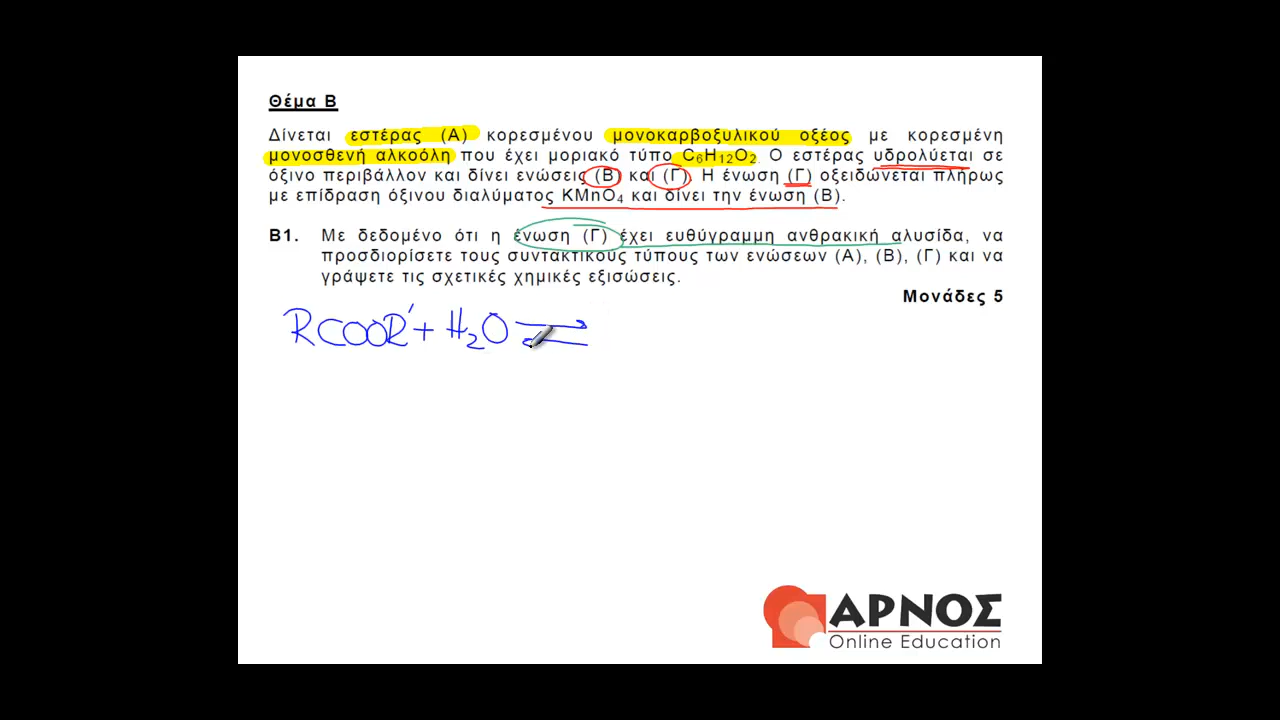 Θέμα Β
Δίνεται εστέρας (Α) κορεσμένου μονοκαρβοξυλικού οξέος με κορεσμένη
μονοσθενή αλκοόλη που έχει μοριακό τύπο C₆H₁₂O₂. Ο εστέρας υδρολύεται σε
όξινο περιβάλλον και δίνει ενώσεις (Β) και (Γ). Η ένωση (Γ) οξειδώνεται πλήρως
με επίδραση όξινου διαλύματος KMnO₄ και δίνει την ένωση (Β).
Β1. Με δεδομένο ότι η ένωση (Γ) έχει ευθύγραμμη ανθρακική αλυσίδα, να
προσδιορίσετε τους συντακτικούς τύπους των ενώσεων (Α), (Β), (Γ) και να
γράψετε τις σχετικές χημικές εξισώσεις.
Μονάδες 5
RCOOR' + H₂O ⇌
ΑΡΝΟΣ
Online Education